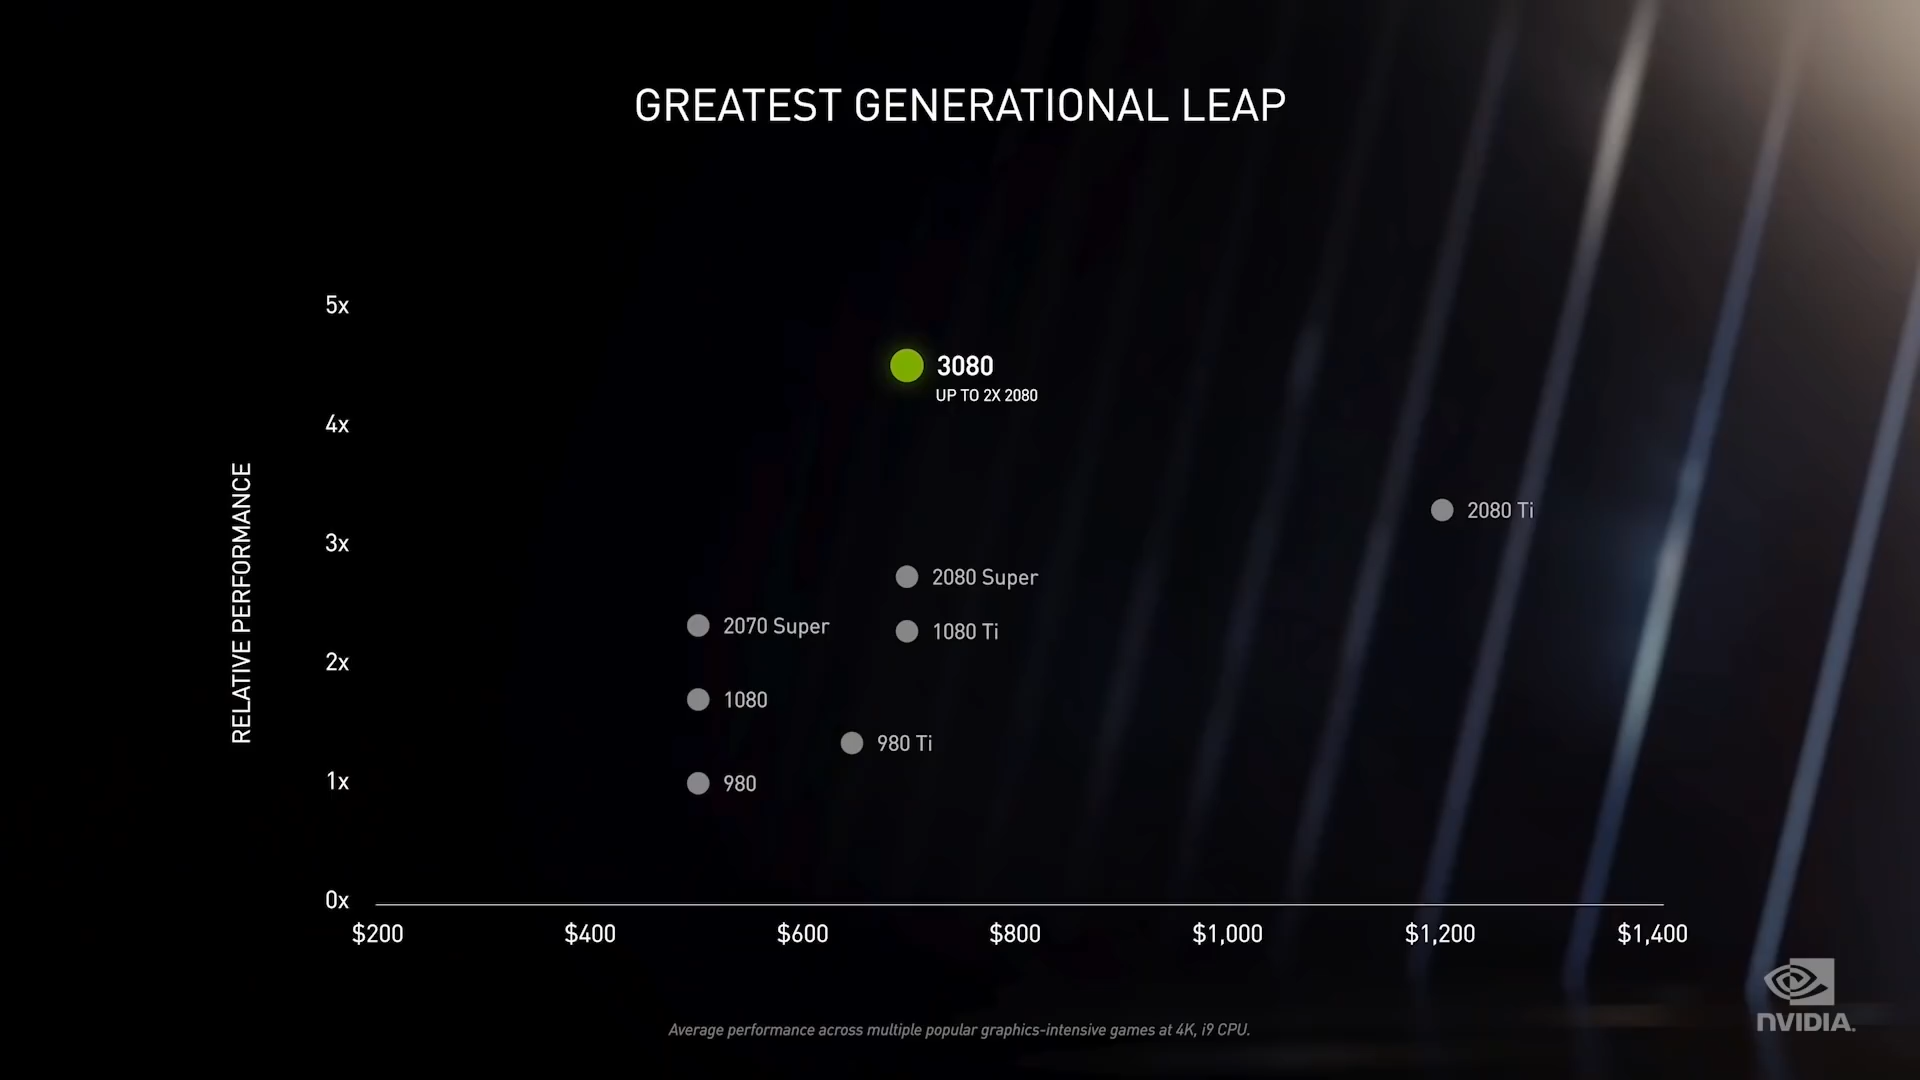 GREATEST GENERATIONAL LEAP
RELATIVE PERFORMANCE
5x
4x
3x
2x
1x
0x
3080
UP TO 2X 2080
2080 Ti
2080 Super
2070 Super
1080 Ti
1080
980 Ti
980
$200 $400 $600 $800 $1,000 $1,200 $1,400
Average performance across multiple popular graphics-intensive games at 4K, i9 CPU.
NVIDIA.